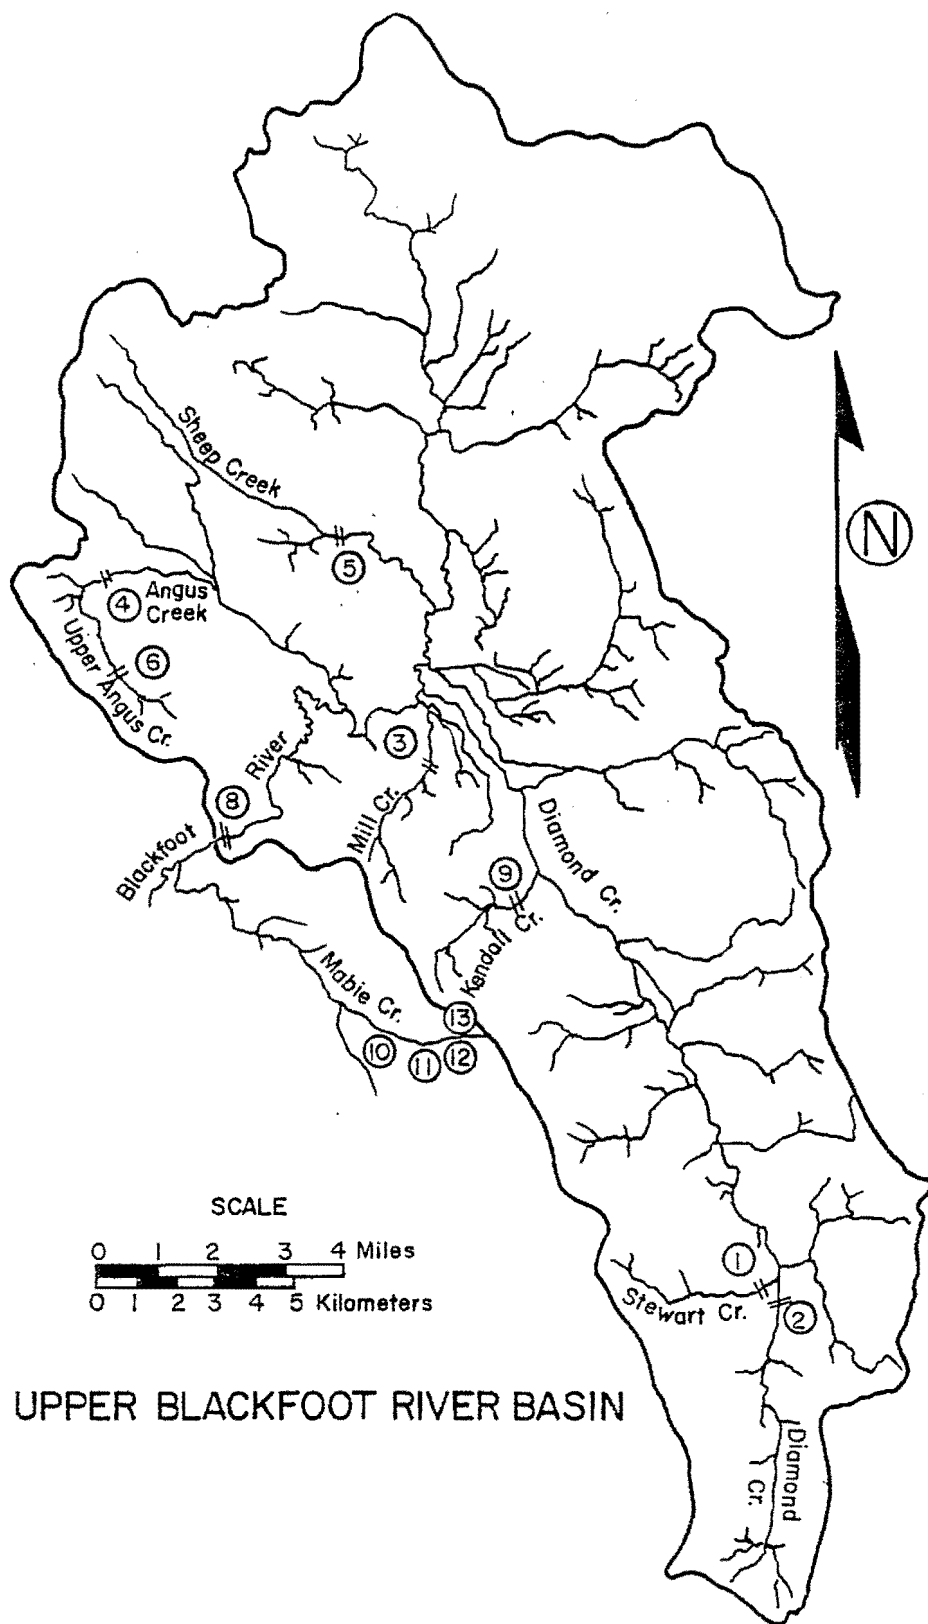 Sheep Creek
N
5
4
Angus
Creek
6
Upper Angus Cr.
3
8
Blackfoot River
Mill Cr.
Diamond Cr.
9
Kendall Cr.
Mabie Cr.
13
10
11
12
SCALE
0 1 2 3 4 Miles
0 1 2 3 4 5 Kilometers
1
Stewart Cr.
2
UPPER BLACKFOOT RIVER BASIN
Diamond
Cr.